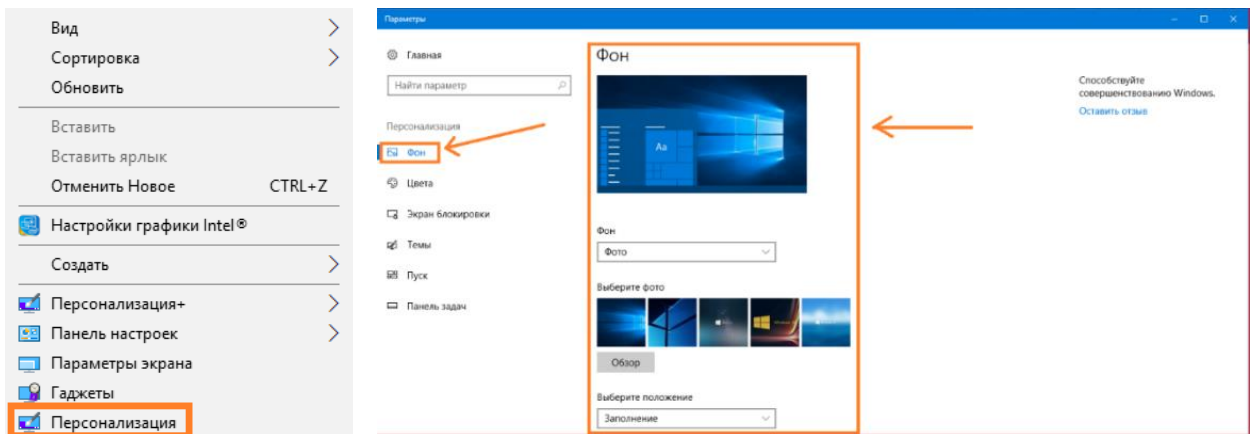 Вид
Сортировка
Обновить
Вставить
Вставить ярлык
Отменить Новое CTRL+Z
Настройки графики Intel®
Создать
Персонализация+
Панель настроек
Параметры экрана
Гаджеты
Персонализация
Параметры
Главная
Найти параметр
Персонализация
Фон
Цвета
Экран блокировки
Темы
Пуск
Панель задач
Фон
Aa
Фон
Фото
Выберите фото
Обзор
Выберите положение
Заполнение
Способствуйте
совершенствованию Windows.
Оставить отзыв